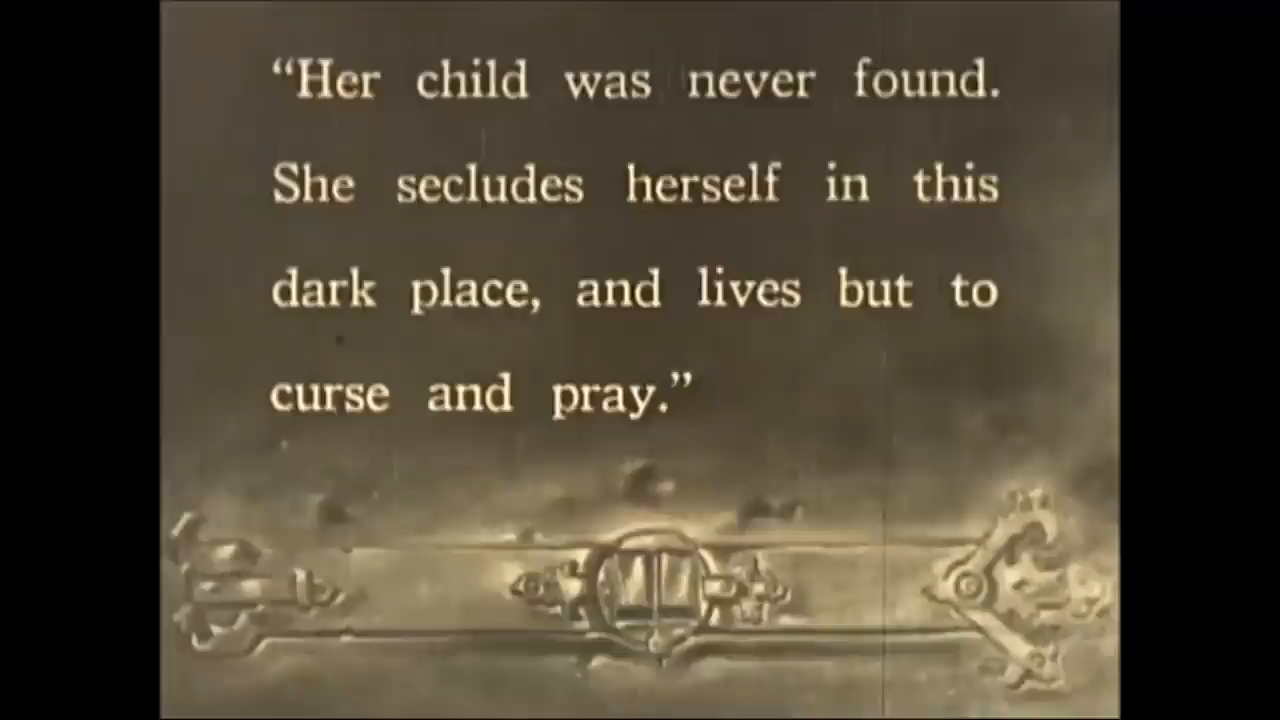 “Her child was never found.
She secludes herself in this
dark place, and lives but to
curse and pray.”